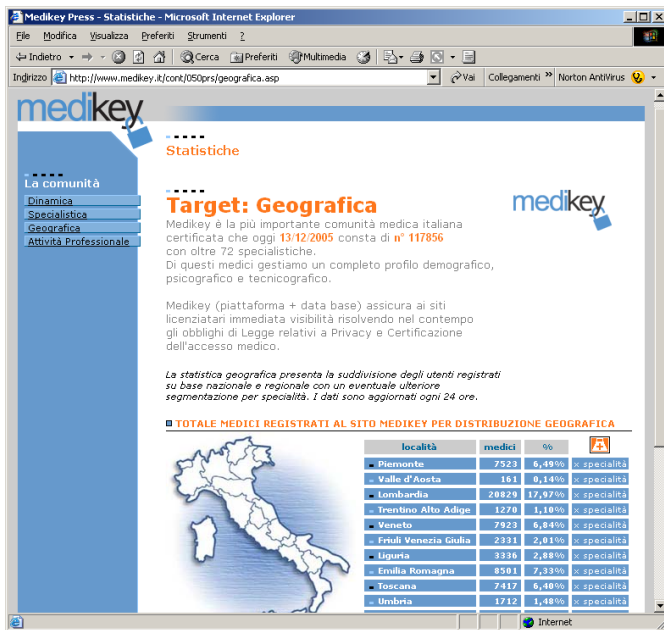 Medikey Press - Statistiche - Microsoft Internet Explorer
File Modifica Visualizza Preferiti Strumenti ?
Indietro Cerca Preferiti Multimedia
Indirizzo http://www.medikey.it/cont/050prs/geografica.asp Vai Collegamenti » Norton AntiVirus
medikey
Statistiche
La comunità
Dinamica
Specialistica
Geografica
Attività Professionale
Target: Geografica
medikey
Medikey è la più importante comunità medica italiana
certificata che oggi 13/12/2005 consta di n° 117856
con oltre 72 specialistiche.
Di questi medici gestiamo un completo profilo demografico,
psicografico e tecnicografico.
Medikey (piattaforma + data base) assicura ai siti
licenziatari immediata visibilità risolvendo nel contempo
gli obblighi di Legge relativi a Privacy e Certificazione
dell'accesso medico.
La statistica geografica presenta la suddivisione degli utenti registrati
su base nazionale e regionale con un eventuale ulteriore
segmentazione per specialità. I dati sono aggiornati ogni 24 ore.
TOTALE MEDICI REGISTRATI AL SITO MEDIKEY PER DISTRIBUZIONE GEOGRAFICA
località medici %
Piemonte 7523 6,49% x specialità
Valle d'Aosta 161 0,14% x specialità
Lombardia 20829 17,97% x specialità
Trentino Alto Adige 1270 1,10% x specialità
Veneto 7923 6,84% x specialità
Friuli Venezia Giulia 2331 2,01% x specialità
Liguria 3336 2,88% x specialità
Emilia Romagna 8501 7,33% x specialità
Toscana 7417 6,40% x specialità
Umbria 1712 1,48% x specialità
Internet